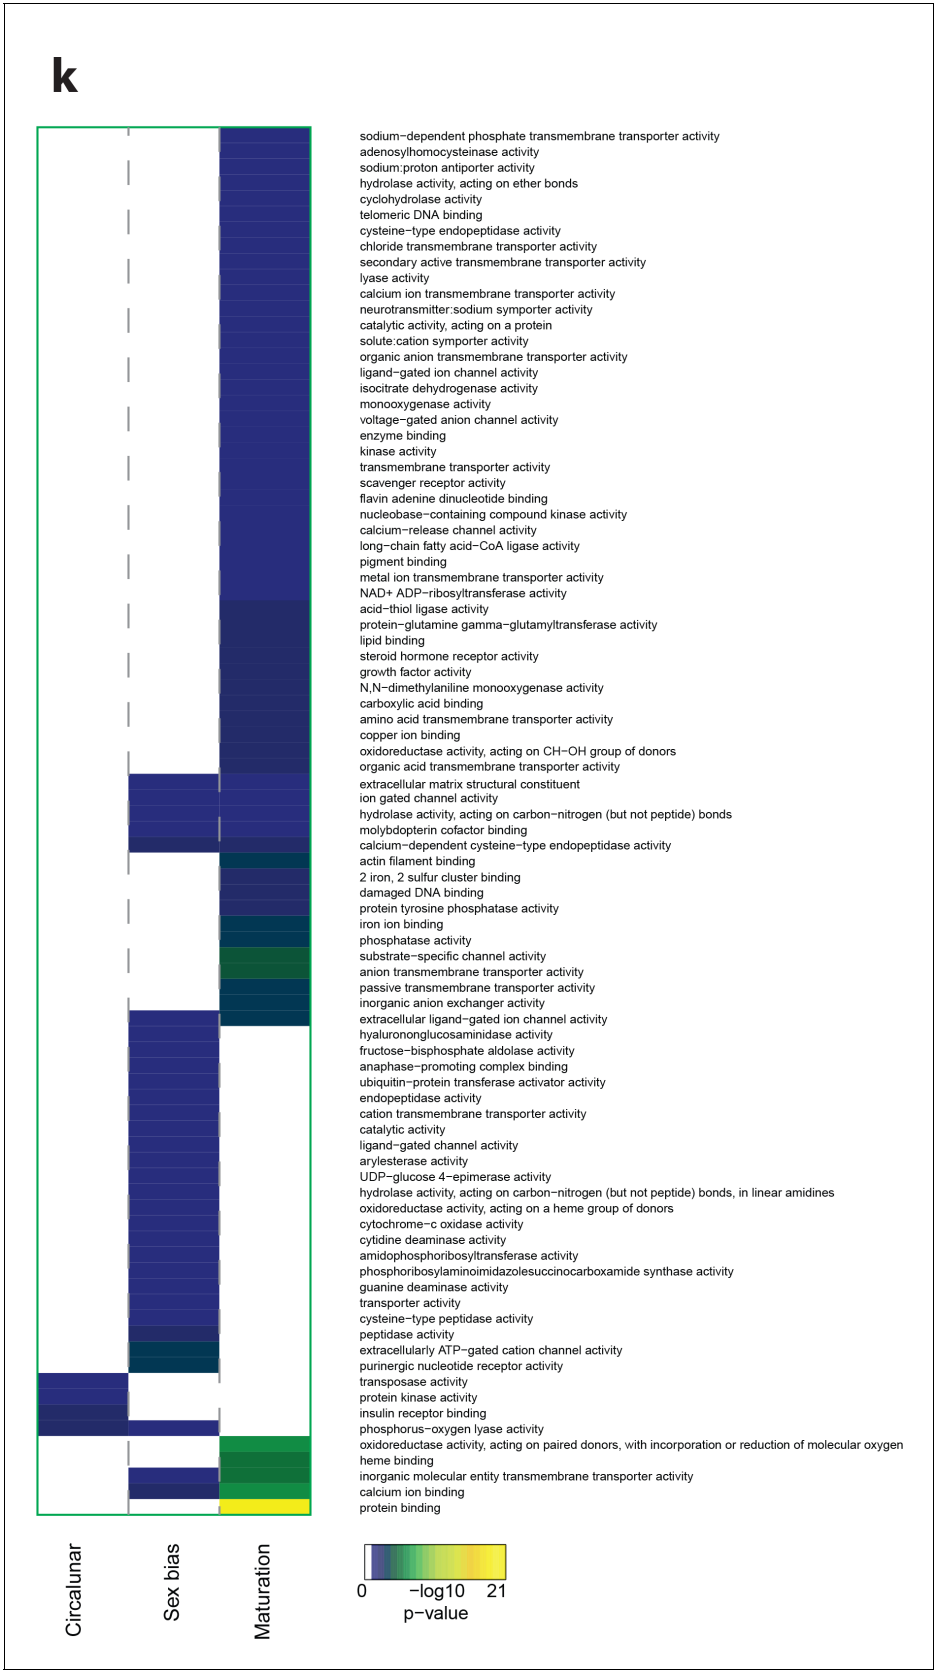 k
sodium−dependent phosphate transmembrane transporter activity
adenosylhomocysteinase activity
sodium:proton antiporter activity
hydrolase activity, acting on ether bonds
cyclohydrolase activity
telomeric DNA binding
cysteine−type endopeptidase activity
chloride transmembrane transporter activity
secondary active transmembrane transporter activity
lyase activity
calcium ion transmembrane transporter activity
neurotransmitter:sodium symporter activity
catalytic activity, acting on a protein
solute:cation symporter activity
organic anion transmembrane transporter activity
ligand−gated ion channel activity
isocitrate dehydrogenase activity
monooxygenase activity
voltage−gated anion channel activity
enzyme binding
kinase activity
transmembrane transporter activity
scavenger receptor activity
flavin adenine dinucleotide binding
nucleobase−containing compound kinase activity
calcium−release channel activity
long−chain fatty acid−CoA ligase activity
pigment binding
metal ion transmembrane transporter activity
NAD+ ADP−ribosyltransferase activity
acid−thiol ligase activity
protein−glutamine gamma−glutamyltransferase activity
lipid binding
steroid hormone receptor activity
growth factor activity
N,N−dimethylaniline monooxygenase activity
carboxylic acid binding
amino acid transmembrane transporter activity
copper ion binding
oxidoreductase activity, acting on CH−OH group of donors
organic acid transmembrane transporter activity
extracellular matrix structural constituent
ion gated channel activity
hydrolase activity, acting on carbon−nitrogen (but not peptide) bonds
molybdopterin cofactor binding
calcium−dependent cysteine−type endopeptidase activity
actin filament binding
2 iron, 2 sulfur cluster binding
damaged DNA binding
protein tyrosine phosphatase activity
iron ion binding
phosphatase activity
substrate−specific channel activity
anion transmembrane transporter activity
passive transmembrane transporter activity
inorganic anion exchanger activity
extracellular ligand−gated ion channel activity
hyalurononglucosaminidase activity
fructose−bisphosphate aldolase activity
anaphase−promoting complex binding
ubiquitin−protein transferase activator activity
endopeptidase activity
cation transmembrane transporter activity
catalytic activity
ligand−gated channel activity
arylesterase activity
UDP−glucose 4−epimerase activity
hydrolase activity, acting on carbon−nitrogen (but not peptide) bonds, in linear amidines
oxidoreductase activity, acting on a heme group of donors
cytochrome−c oxidase activity
cytidine deaminase activity
amidophosphoribosyltransferase activity
phosphoribosylaminoimidazolesuccinocarboxamide synthase activity
guanine deaminase activity
transporter activity
cysteine−type peptidase activity
peptidase activity
extracellularly ATP−gated cation channel activity
purinergic nucleotide receptor activity
transposase activity
protein kinase activity
insulin receptor binding
phosphorus−oxygen lyase activity
oxidoreductase activity, acting on paired donors, with incorporation or reduction of molecular oxygen
heme binding
inorganic molecular entity transmembrane transporter activity
calcium ion binding
protein binding
Circalunar
Sex bias
Maturation
0 −log10 21
p−value